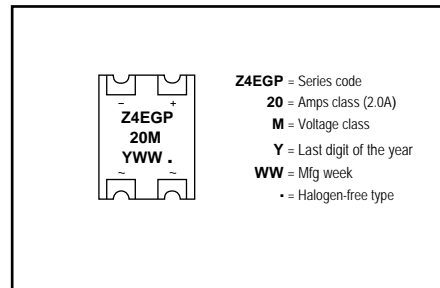 − +
Z4EGP
20M
YWW .
~ ~
Z4EGP = Series code
20 = Amps class (2.0A)
M = Voltage class
Y = Last digit of the year
WW = Mfg week
· = Halogen-free type